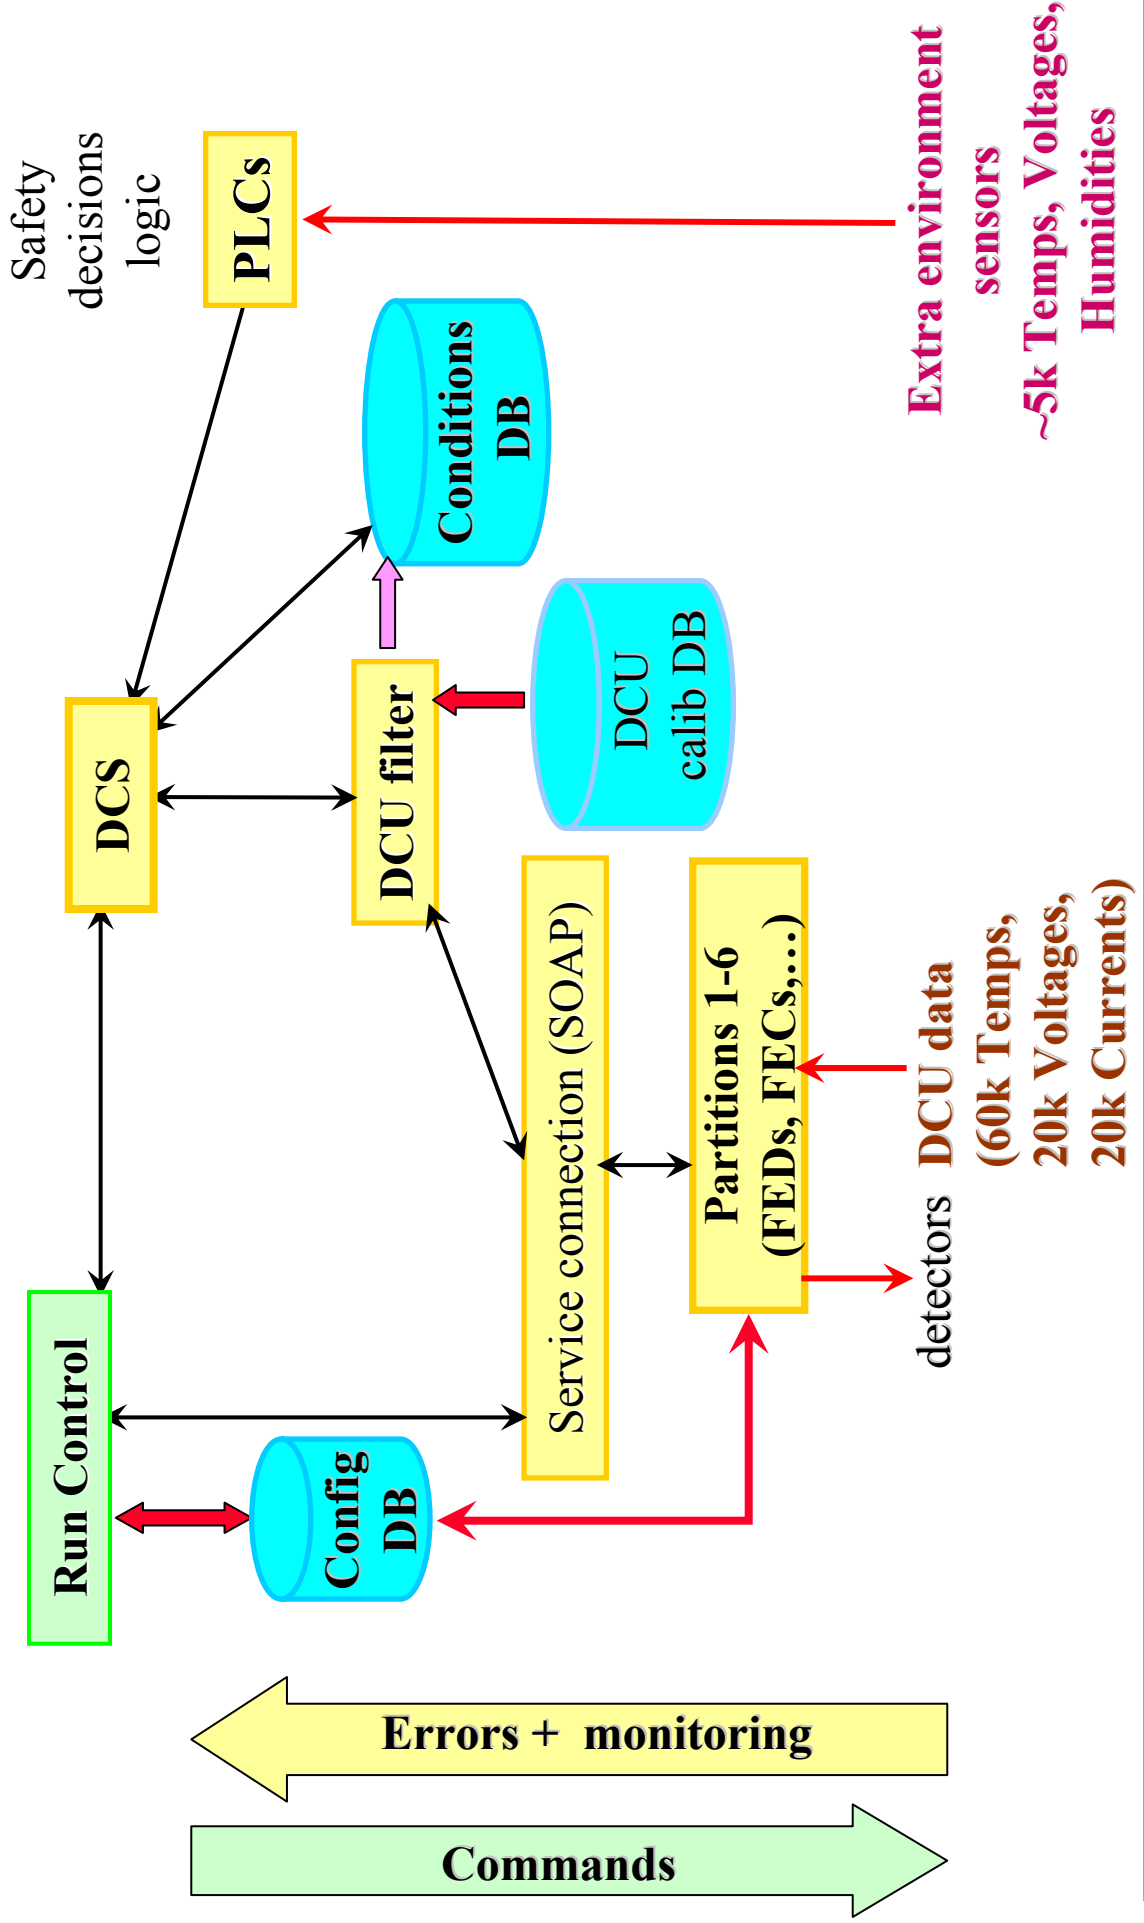 Safety
decisions
logic
PLCs
DCS
Run Control
Conditions
DB
DCU filter
DCU
calib DB
Config
DB
Service connection (SOAP)
Partitions 1-6
(FEDs, FECs,…)
detectors
DCU data
(60k Temps,
20k Voltages,
20k Currents)
Extra environment
sensors
~5k Temps, Voltages,
Humidities
Errors +  monitoring
Commands